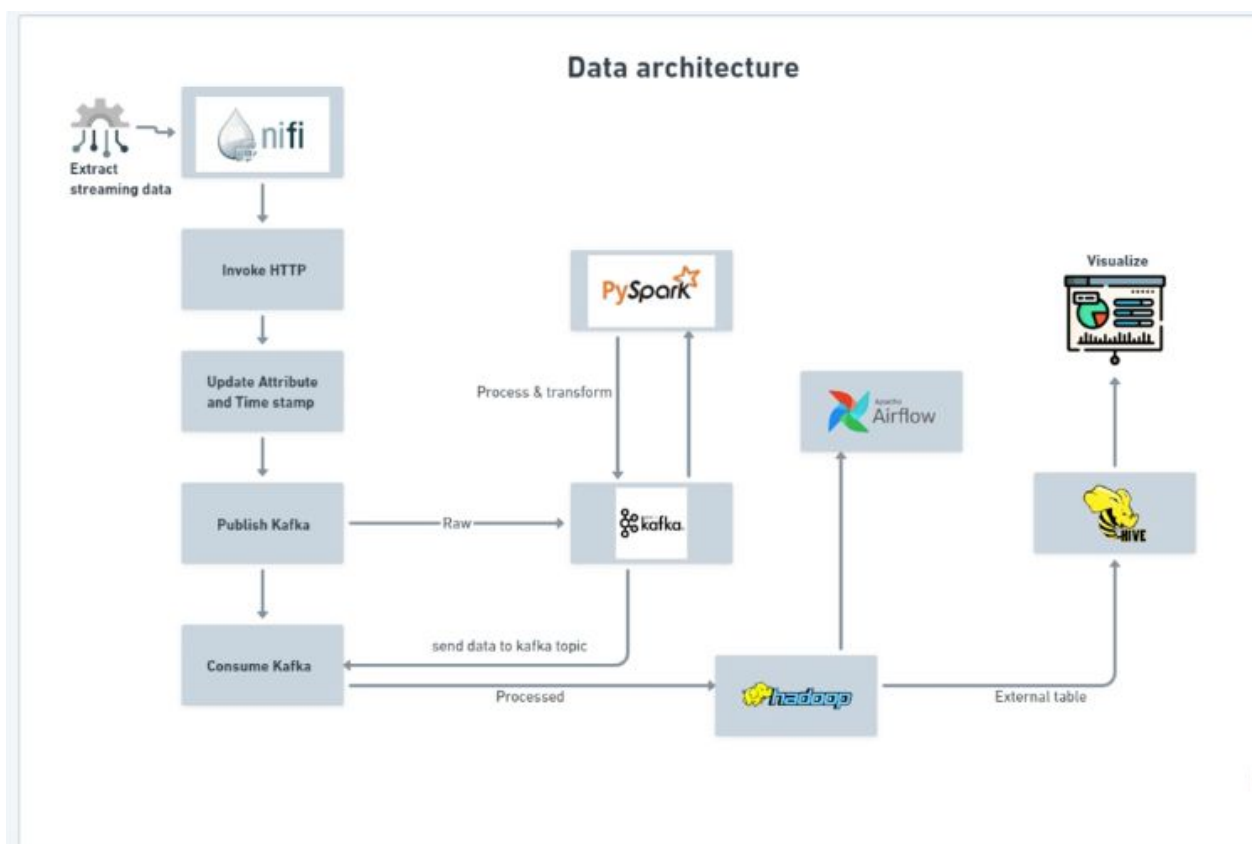 Data architecture
nifi
Extract
streaming data
Invoke HTTP
PySpark
Visualize
Update Attribute
and Time stamp
Process & transform
Apache
Airflow
Publish Kafka
Raw
kafka
HIVE
send data to kafka topic
Consume Kafka
Processed
hadoop
External table